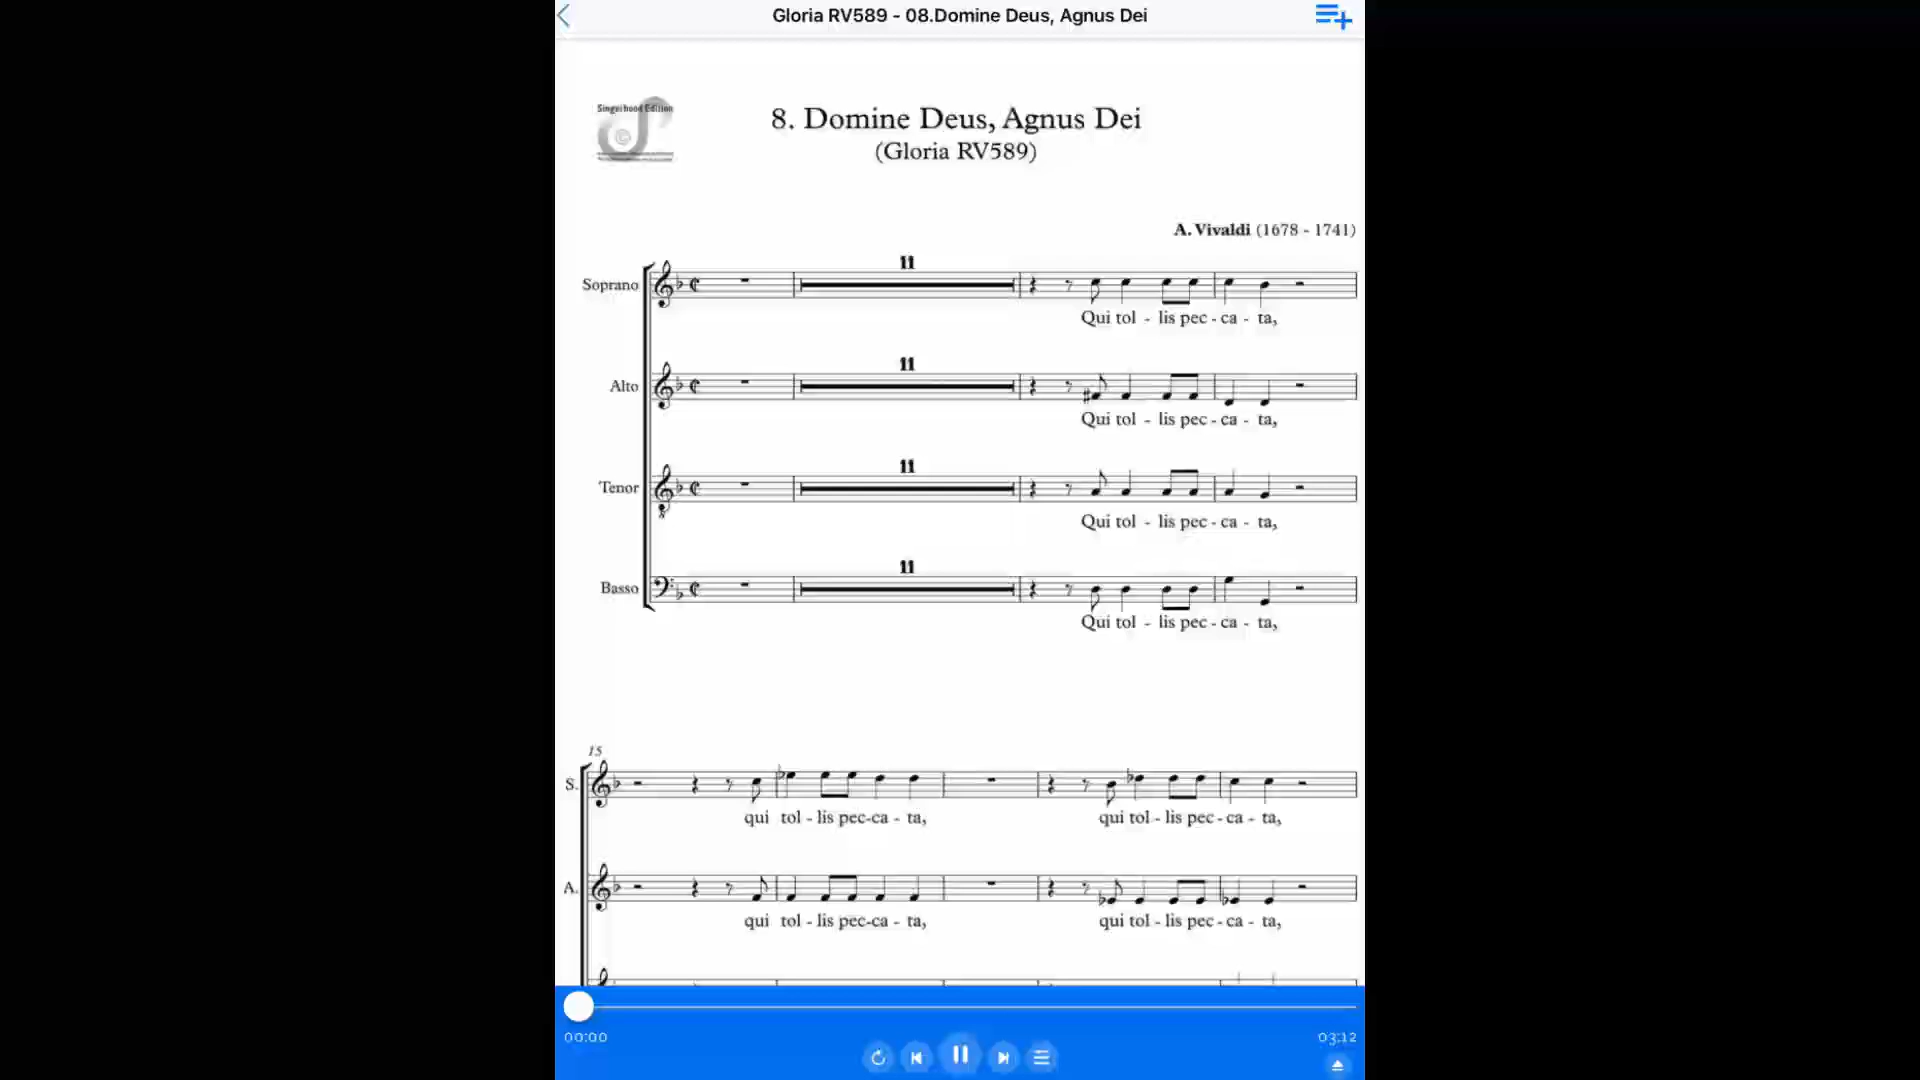 Gloria RV589 - 08.Domine Deus, Agnus Dei
Singerhood Edition
8. Domine Deus, Agnus Dei
(Gloria RV589)
A. Vivaldi (1678 - 1741)
11
Soprano
Qui tol - lis pec - ca - ta,
11
Alto
Qui tol - lis pec - ca - ta,
11
Tenor
8
Qui tol - lis pec - ca - ta,
11
Basso
Qui tol - lis pec - ca - ta,
15
S.
qui tol - lis pec-ca - ta, qui tol - lis pec - ca - ta,
A.
qui tol - lis pec-ca - ta, qui tol - lis pec - ca - ta,
00:00 03:12